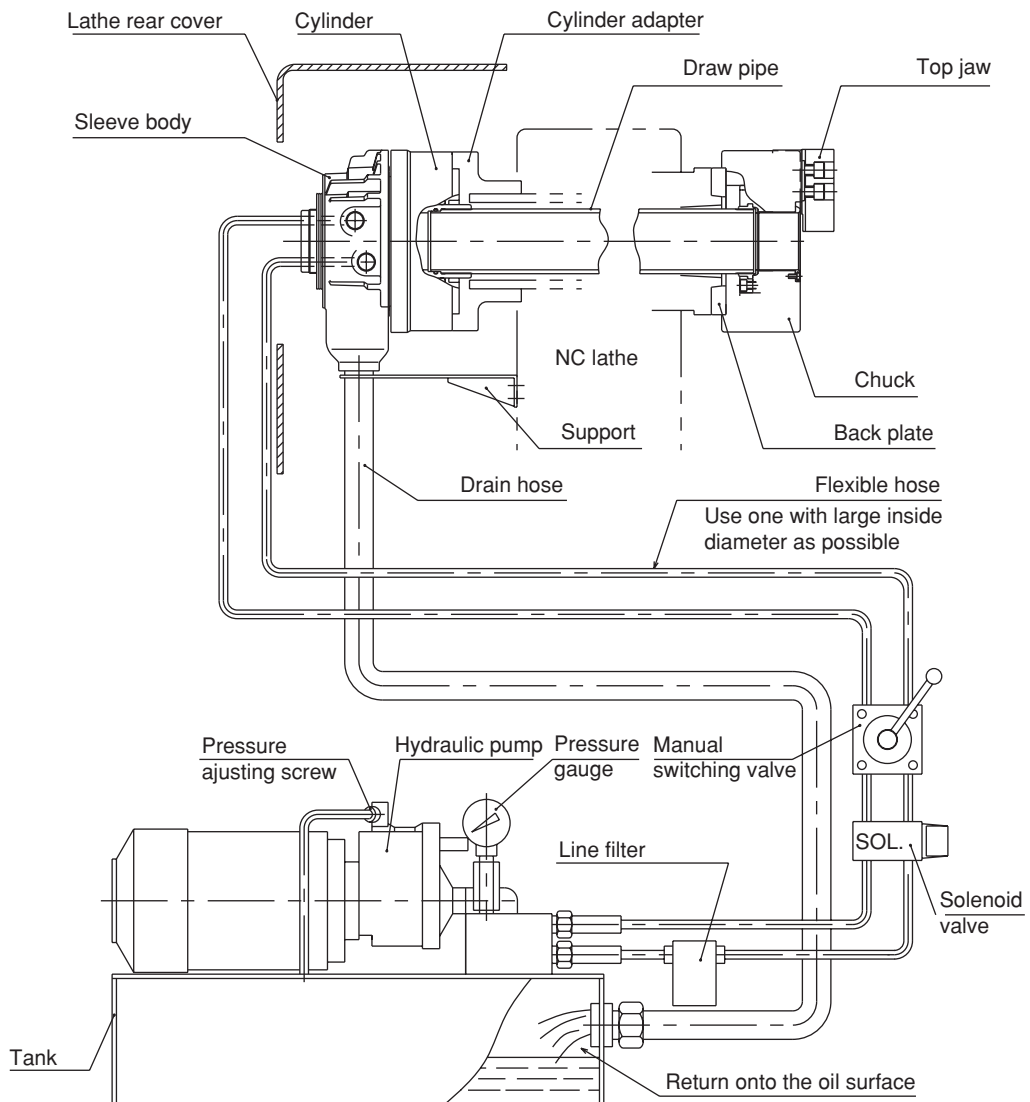 Lathe rear cover
Cylinder
Cylinder adapter
Draw pipe
Top jaw
Sleeve body
NC lathe
Chuck
Support
Back plate
Drain hose
Flexible hose
Use one with large inside
diameter as possible
Pressure
ajusting screw
Hydraulic pump
Pressure
gauge
Manual
switching valve
Line filter
SOL.
Solenoid
valve
Tank
Return onto the oil surface